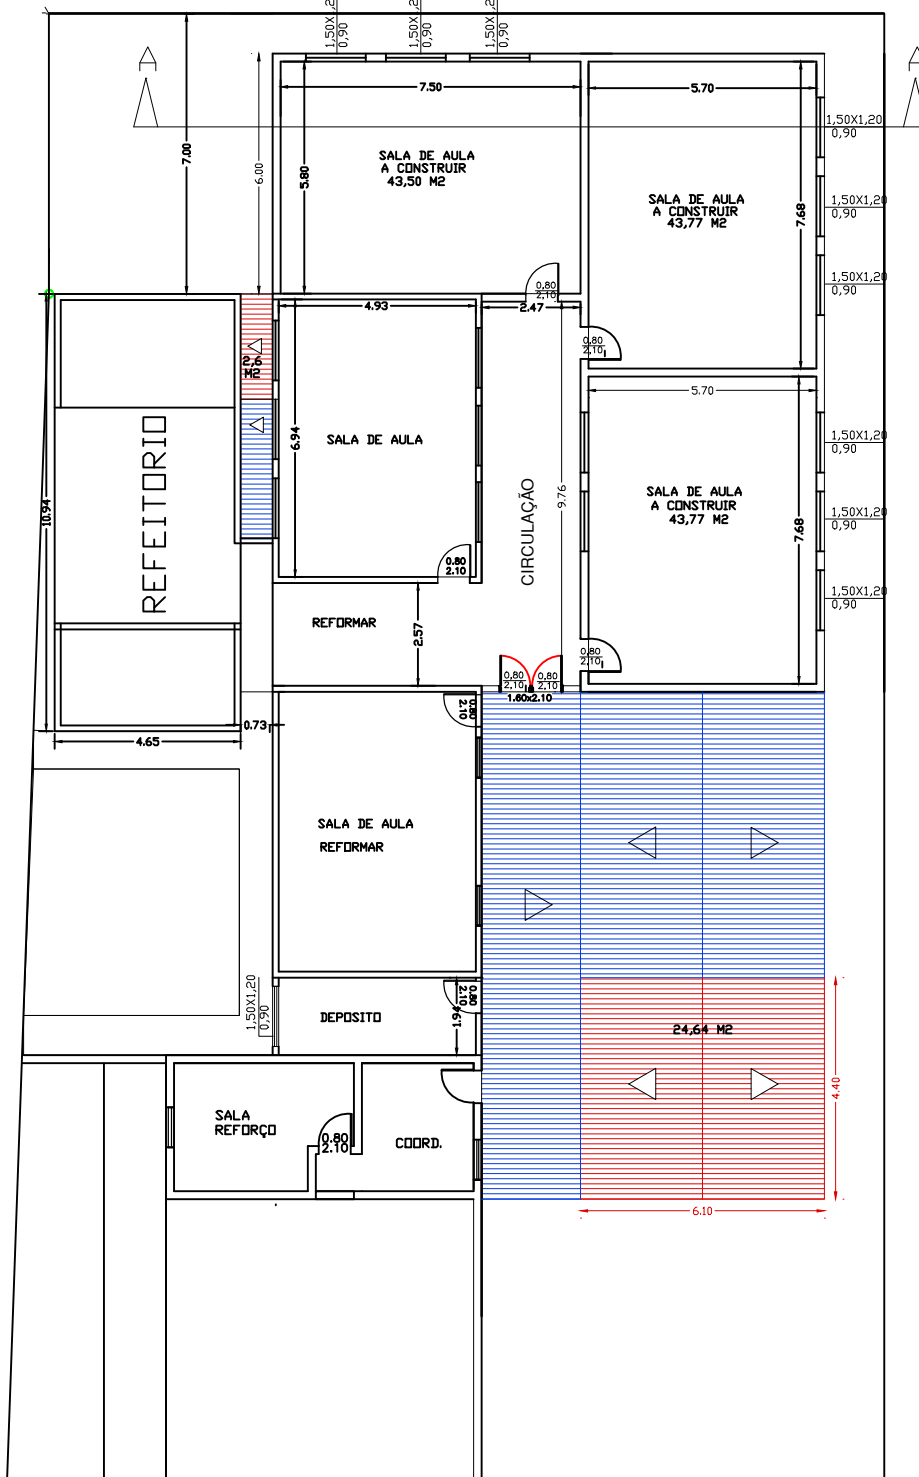 1,50X1,2
0,90
1,50X1,2
0,90
1,50X1,2
0,90
A
A
7.50
5.70
7.00
6.00
5.80
SALA DE AULA
A CONSTRUIR
43,50 M2
SALA DE AULA
A CONSTRUIR
43,77 M2
7.68
1,50X1,20
0,90
1,50X1,20
0,90
1,50X1,20
0,90
0.80
2.10
4.93
2.47
0.80
2.10
2,6
M2
5.70
6.94
SALA DE AULA
REFEITORIO
10.94
CIRCULAÇÃO
9.76
SALA DE AULA
A CONSTRUIR
43,77 M2
7.68
1,50X1,20
0,90
1,50X1,20
0,90
1,50X1,20
0,90
0.80
2.10
REFORMAR
2.57
0.80
2.10
0.80
2.10
0.80
2.10
1.60x2.10
0.80
2.10
0.73
4.65
SALA DE AULA
REFORMAR
1,50X1,20
0,90
DEPOSITO
1.94
0.80
2.10
24,64 M2
4.40
6.10
SALA
REFORÇO
0.80
2.10
COORD.